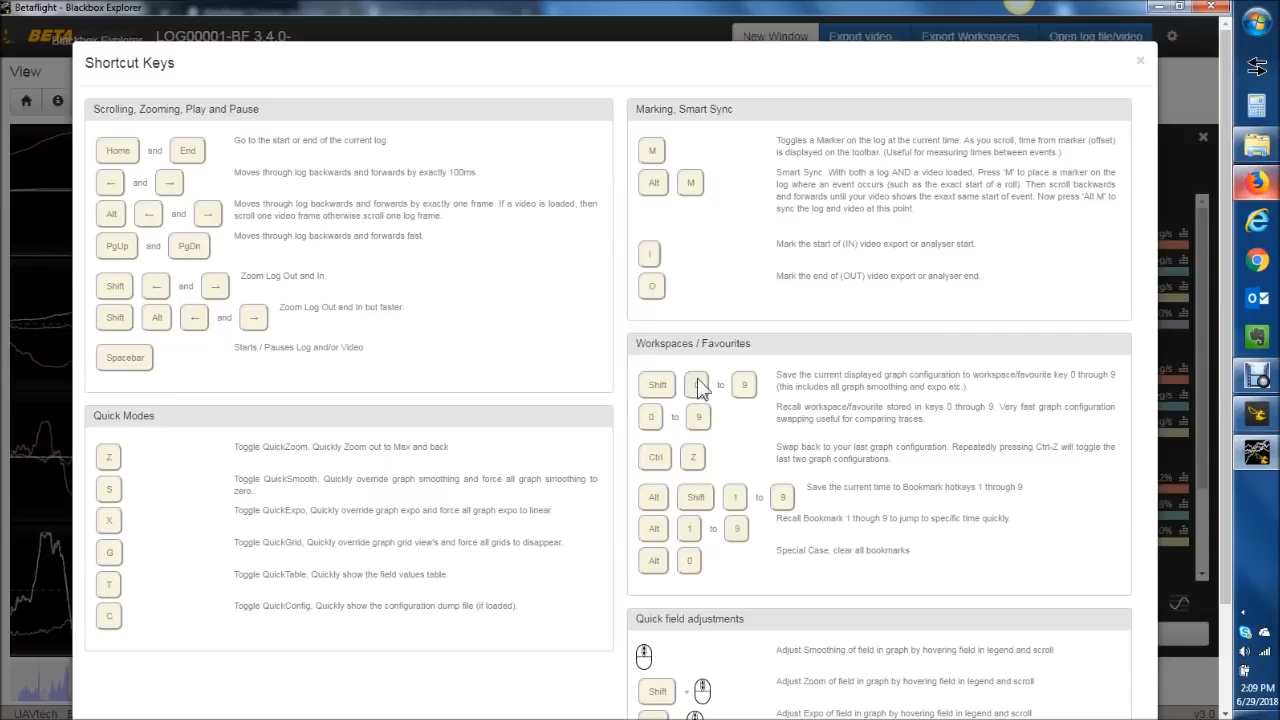 Betaflight - Blackbox Explorer
BETA
Blackbox Explorer
LOG00001-BF 3.4.0-
New Window
Export video
Export Workspaces
Open log file/video
View
Shortcut Keys
×
Scrolling, Zooming, Play and Pause
Home and End
Go to the start or end of the current log.
← and →
Moves through log backwards and forwards by exactly 100ms.
Alt ← and →
Moves through log backwards and forwards by exactly one frame. If a video is loaded, then
scroll one video frame otherwise scroll one log frame.
PgUp and PgDn
Moves through log backwards and forwards fast.
Shift ← and →
Zoom Log Out and In.
Shift Alt ← and →
Zoom Log Out and In but faster.
Spacebar
Starts / Pauses Log and/or Video
Quick Modes
Z
Toggle QuickZoom. Quickly Zoom out to Max and back
S
Toggle QuickSmooth, Quickly override graph smoothing and force all graph smoothing to
zero.
X
Toggle QuickExpo, Quickly override graph expo and force all graph expo to linear.
G
Toggle QuickGrid, Quickly override graph grid view's and force all grids to disappear.
T
Toggle QuickTable, Quickly show the field values table.
C
Toggle QuickConfig, Quickly show the configuration dump file (if loaded).
Marking, Smart Sync
M
Toggles a Marker on the log at the current time. As you scroll, time from marker (offset)
is displayed on the toolbar. (Useful for measuring times between events.)
Alt M
Smart Sync. With both a log AND a video loaded, Press 'M' to place a marker on the
log where an event occurs (such as the exact start of a roll). Then scroll backwards
and forwards until your video shows the exaxt same start of event. Now press 'Alt M' to
sync the log and video at this point.
I
Mark the start of (IN) video export or analyser start.
O
Mark the end of (OUT) video export or analyser end.
Workspaces / Favourites
Shift to 9
Save the current displayed graph configuration to workspace/favourite key 0 through 9
(this includes all graph smoothing and expo etc.).
0 to 9
Recall workspace/favourite stored in keys 0 through 9. Very fast graph configuration
swapping useful for comparing traces.
Ctrl Z
Swap back to your last graph configuration. Repeatedly pressing Ctrl-Z will toggle the
last two graph configurations.
Alt Shift 1 to 9
Save the current time to Bookmark hotkeys 1 through 9
Alt 1 to 9
Recall Bookmark 1 though 9 to jump to specific time quickly.
Alt 0
Special Case, clear all bookmarks
Quick field adjustments
Adjust Smoothing of field in graph by hovering field in legend and scroll
Shift +
Adjust Zoom of field in graph by hovering field in legend and scroll
Adjust Expo of field in graph by hovering field in legend and scroll
UAVtech
v3.0
2:09 PM
6/29/2018